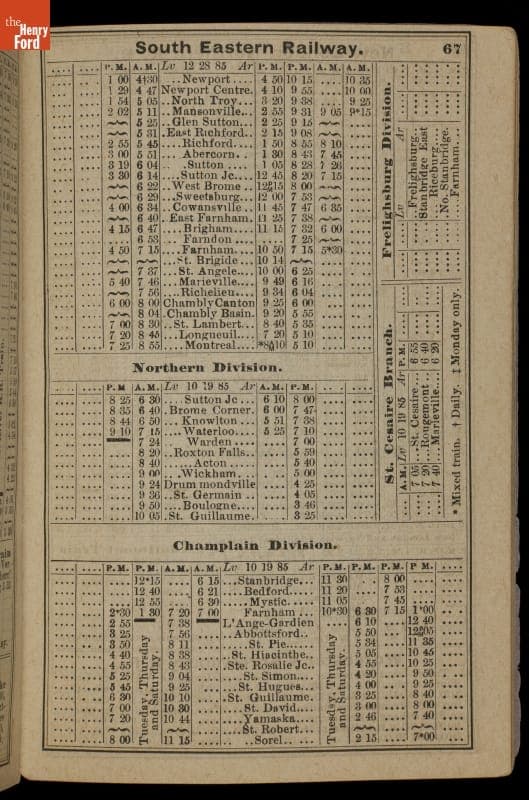 the
Henry
Ford
South Eastern Railway. 67
P. M. A. M. Lv 12 28 85 Ar P. M. P. M. A. M. A. M.
1 00 4†30 Newport 4 50 10 15 10 35
1 29 4 47 Newport Centre. 4 10 9 55 10 00
1 54 5 05 North Troy 3 20 9 38 9 25
2 02 5 11 Mansonville 2 55 9 31 9 05 9*15
5 25 Glen Sutton 2 25 9 15
5 31 East Richford 2 15 9 08
2 55 5 45 Richford 1 50 8 55 8 10
3 00 5 51 Abercorn 1 30 8 43 7 45
3 19 6 04 Sutton 1 05 8 28 7 26
3 30 6 14 Sutton Jc 12 45 8 20 7 15
6 22 West Brome 8 00
6 29 Sweetsburg 12 00 7 53
4 00 6 34 Cowansville 11 45 7 47 6 35
6 40 East Farnham 11 25 7 38
4 15 6 47 Brigham 11 15 7 32 6 00
6 53 Farndon 7 25
4 50 7 15 Farnham 10 50 7 15 5*30
St. Brigide 10 14
7 37 St. Angele 10 00 6 25
5 40 7 46 Marieville 9 49 6 16
7 56 Richelieu 9 34 6 04
6 00 8 00 Chambly Canton 9 25 6 00
8 04 Chambly Basin. 9 20 5 55
7 00 8 30 St. Lambert 8 40 5 35
7 20 8 45 Longueuil 7 20 5 10
7 25 8 55 Montreal 5 10
Northern Division.
P. M A. M. Lv 10 19 85 Ar A. M. P. M.
8 25 6 30 Sutton Jc 6 10 8 00
8 35 6 40 Brome Corner. 6 00 7 47
8 44 6 50 Knowlton 5 51 7 38
9 10 7 15 Waterloo 5 25 7 10
7 24 Warden 7 00
8 20 Roxton Falls 5 59
8 40 Acton 5 40
9 00 Wickham 5 00
9 24 Drummondville 4 25
9 36 St. Germain 4 05
9 50 Boulogne 3 46
10 05 St. Guillaume. 3 25
Frelighsburg Division.
Lv Ar
Frelighsburg.
Stanbridge East
Riceburg
No. Stanbridge.
Farnham
St. Cesaire Branch.
A. M. Lv 10 19 85 Ar P. M.
7 05 St. Cesaire 6 55
7 20 Rougemont 6 40
7 40 Marieville 6 20
* Mixed train. † Daily. ‡ Monday only.
Champlain Division.
P. M. P. M. A. M. A. M. Lv 10 19 85 Ar A. M. P. M. P. M. P M.
12*15 6 15 Stanbridge 11 30 8 00
12 40 6 21 Bedford 11 20 7 53
12 55 6 30 Mystic 11 05 7 45
2*30 1 30 7 20 7 00 Farnham 10*30 6 30 7 15 1*00
2 55 7 38 L'Ange-Gardien 6 10 12 40
3 25 7 56 Abbottsford 5 50
3 50 8 11 St. Pie 5 34 11 35
4 40 8 38 St. Hiacinthe 5 05 10 45
4 55 8 43 Ste. Rosalie Jc 4 55 10 25
5 25 9 04 St. Simon 4 20 9 50
5 45 9 25 St. Hugues 4 00 9 25
6 30 10 10 St. Guillaume 3 25 8 40
7 00 10 30 St. David 3 00 8 00
7 20 10 44 Yamaska 2 46 7 40
St. Robert
8 00 11 15 Sorel 2 15 7*00
Tuesday, Thursday
and Saturday.
Tuesday, Thursday
and Saturday.